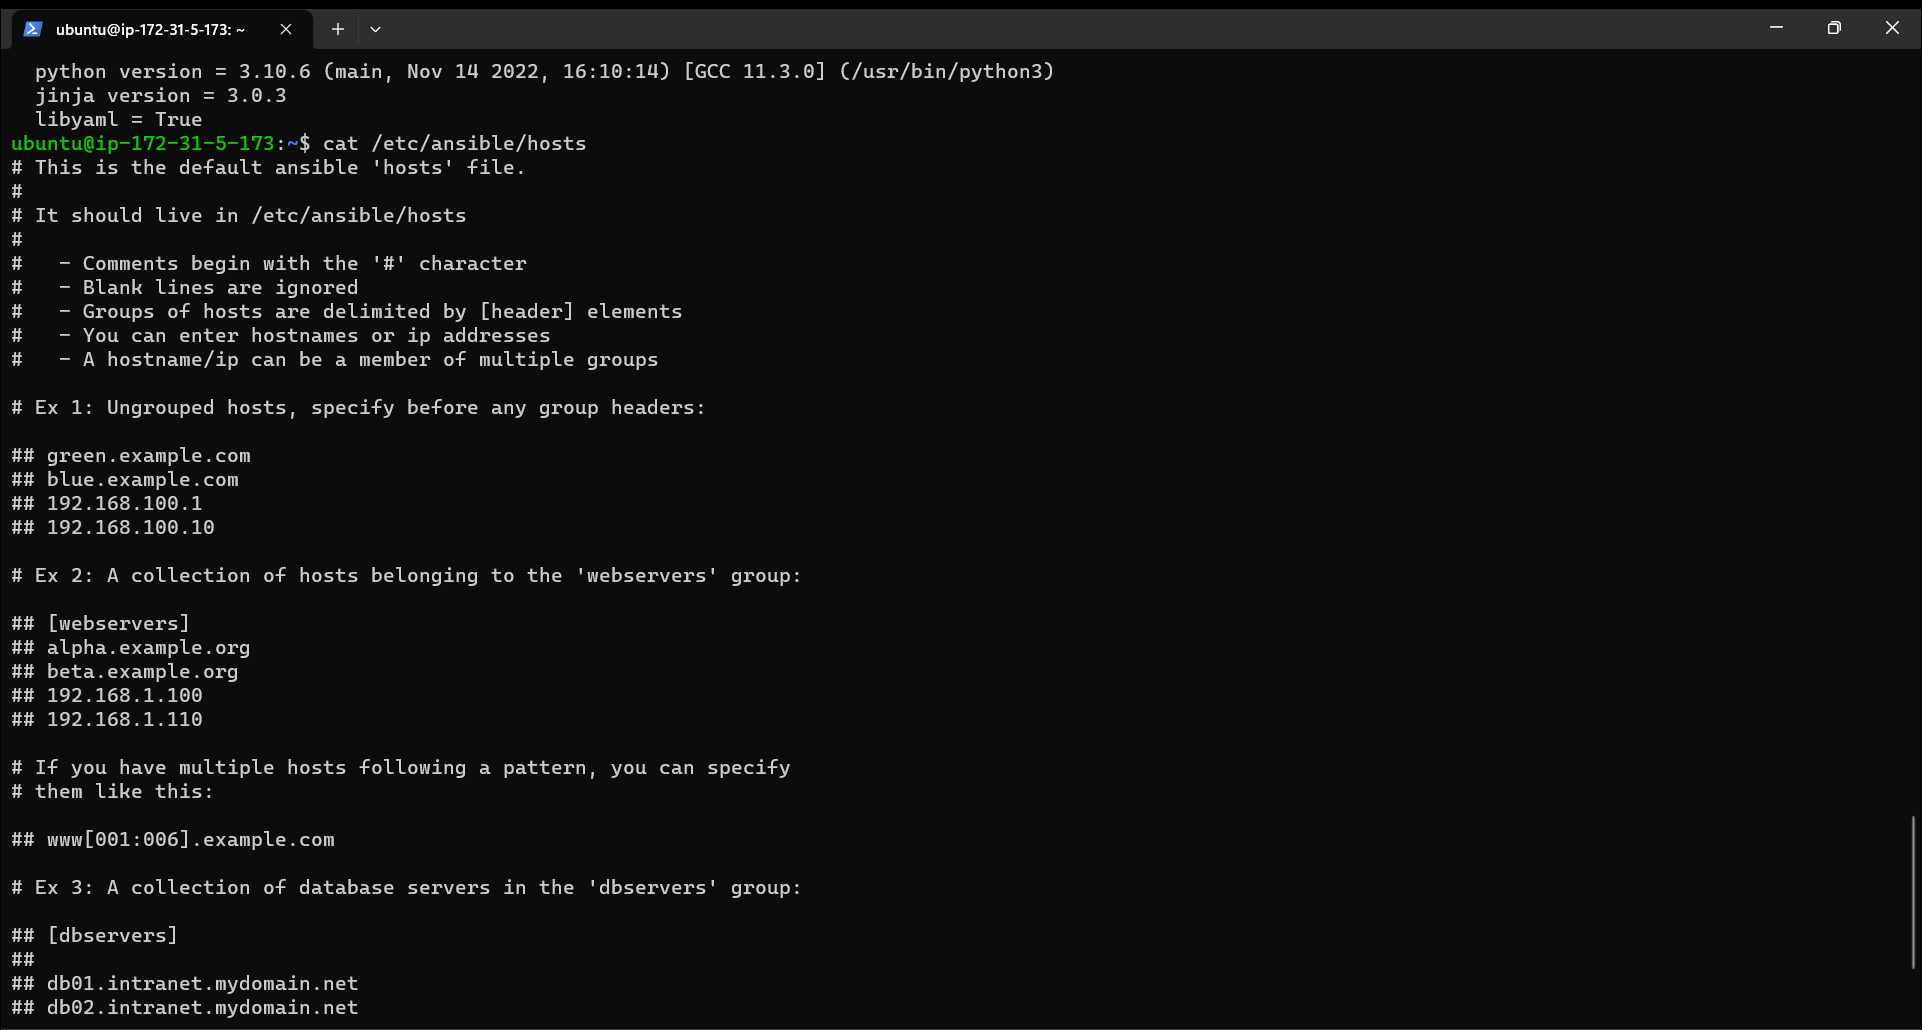 ubuntu@ip-172-31-5-173: ~
  python version = 3.10.6 (main, Nov 14 2022, 16:10:14) [GCC 11.3.0] (/usr/bin/python3)
  jinja version = 3.0.3
  libyaml = True
ubuntu@ip-172-31-5-173:~$ cat /etc/ansible/hosts
# This is the default ansible 'hosts' file.
#
# It should live in /etc/ansible/hosts
#
#   - Comments begin with the '#' character
#   - Blank lines are ignored
#   - Groups of hosts are delimited by [header] elements
#   - You can enter hostnames or ip addresses
#   - A hostname/ip can be a member of multiple groups

# Ex 1: Ungrouped hosts, specify before any group headers:

## green.example.com
## blue.example.com
## 192.168.100.1
## 192.168.100.10

# Ex 2: A collection of hosts belonging to the 'webservers' group:

## [webservers]
## alpha.example.org
## beta.example.org
## 192.168.1.100
## 192.168.1.110

# If you have multiple hosts following a pattern, you can specify
# them like this:

## www[001:006].example.com

# Ex 3: A collection of database servers in the 'dbservers' group:

## [dbservers]
##
## db01.intranet.mydomain.net
## db02.intranet.mydomain.net